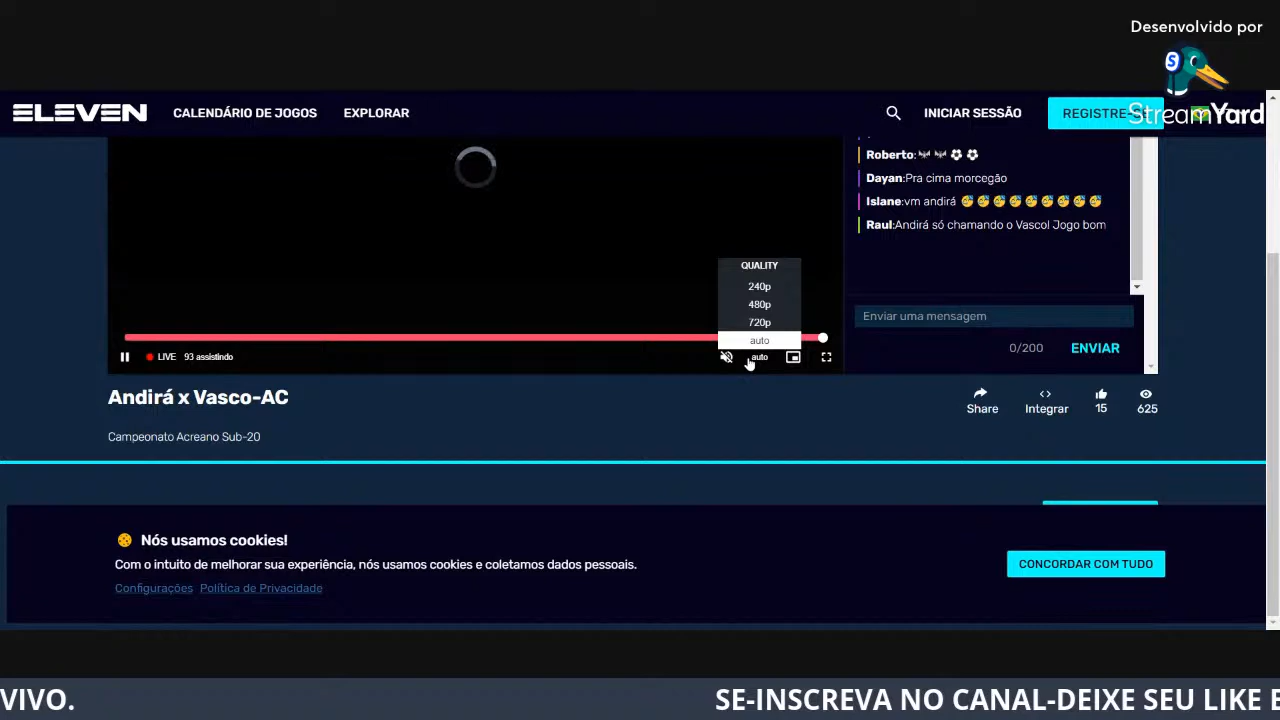 Desenvolvido por
StreamYard
ELEVEN
CALENDÁRIO DE JOGOS
EXPLORAR
INICIAR SESSÃO
REGISTRE-
Roberto:🦇 🦇 ⚽ ⚽
Dayan:Pra cima morcegão
Islane:vm andirá 🥳🥳🥳🥳🥳🥳🥳🥳🥳
Raul:Andirá só chamando o Vascol Jogo bom
QUALITY
240p
480p
720p
auto
LIVE 93 assistindo
auto
Enviar uma mensagem
0/200
ENVIAR
Andirá x Vasco-AC
Share
Integrar
15
625
Campeonato Acreano Sub-20
Nós usamos cookies!
Com o intuito de melhorar sua experiência, nós usamos cookies e coletamos dados pessoais.
Configurações Política de Privacidade
CONCORDAR COM TUDO
VIVO. SE-INSCREVA NO CANAL-DEIXE SEU LIKE E